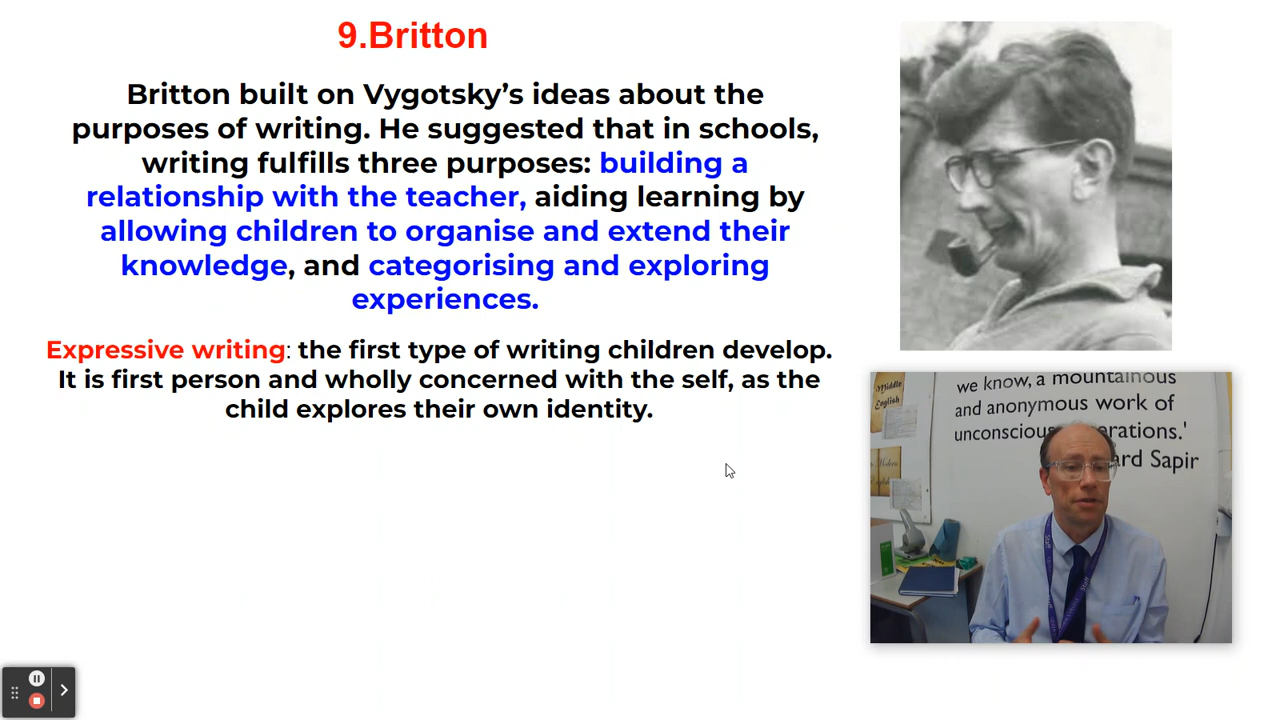 9.Britton
Britton built on Vygotsky’s ideas about the
purposes of writing. He suggested that in schools,
writing fulfills three purposes: building a
relationship with the teacher, aiding learning by
allowing children to organise and extend their
knowledge, and categorising and exploring
experiences.
Expressive writing: the first type of writing children develop.
It is first person and wholly concerned with the self, as the
child explores their own identity.
Middle
English
we know, a mountainous
and anonymous work of
unconscious erations.'
ard Sapir
Modern